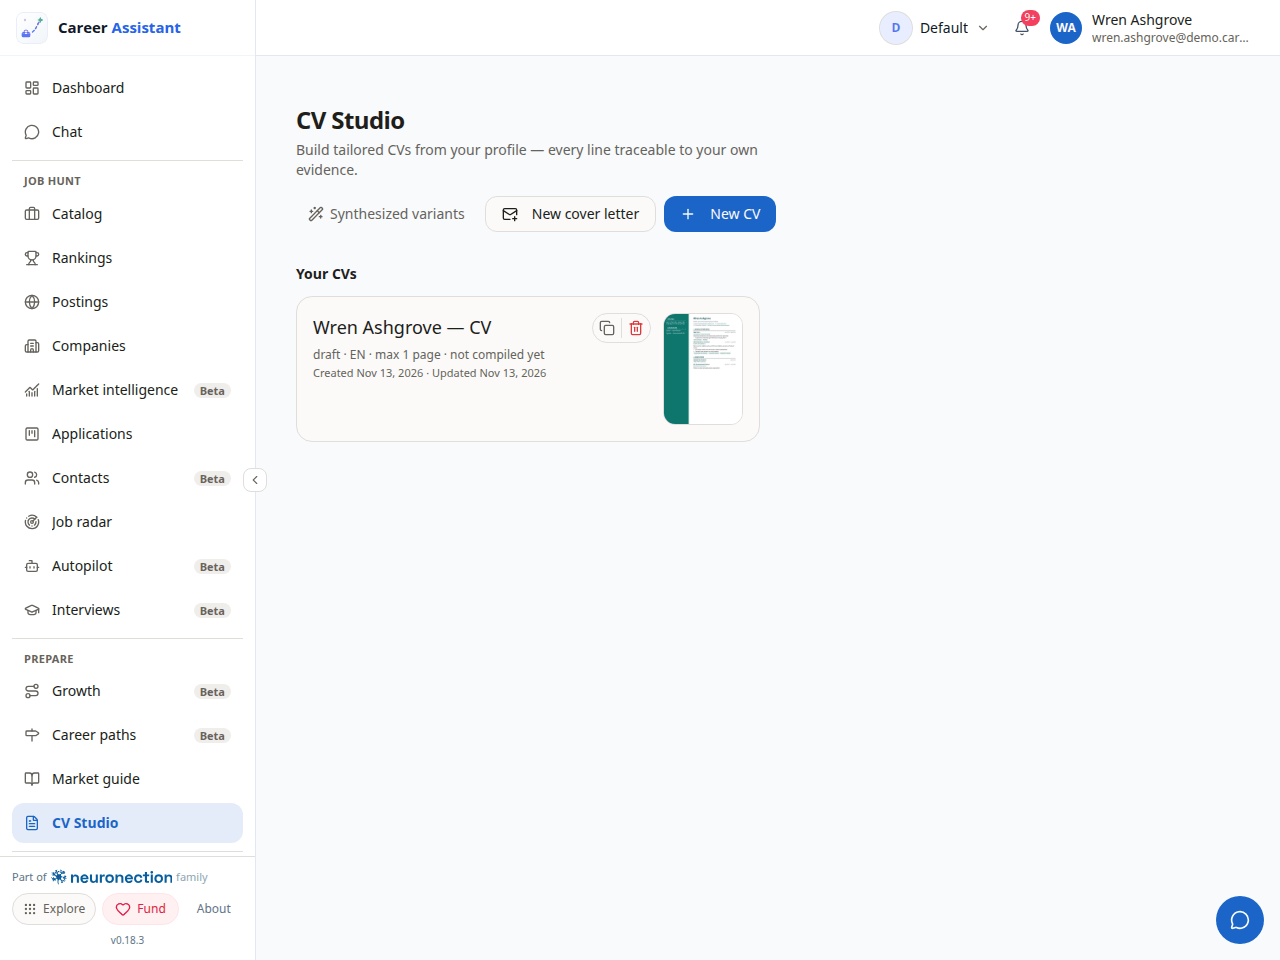 Career Assistant
D
Default
9+
WA
Wren Ashgrove
wren.ashgrove@demo.car...
Dashboard
Chat
JOB HUNT
Catalog
Rankings
Postings
Companies
Market intelligence Beta
Applications
Contacts Beta
Job radar
Autopilot Beta
Interviews Beta
PREPARE
Growth Beta
Career paths Beta
Market guide
CV Studio
Part of neuronection family
Explore
Fund
About
v0.18.3
CV Studio
Build tailored CVs from your profile — every line traceable to your own
evidence.
Synthesized variants
New cover letter
New CV
Your CVs
Wren Ashgrove — CV
draft · EN · max 1 page · not compiled yet
Created Nov 13, 2026 · Updated Nov 13, 2026